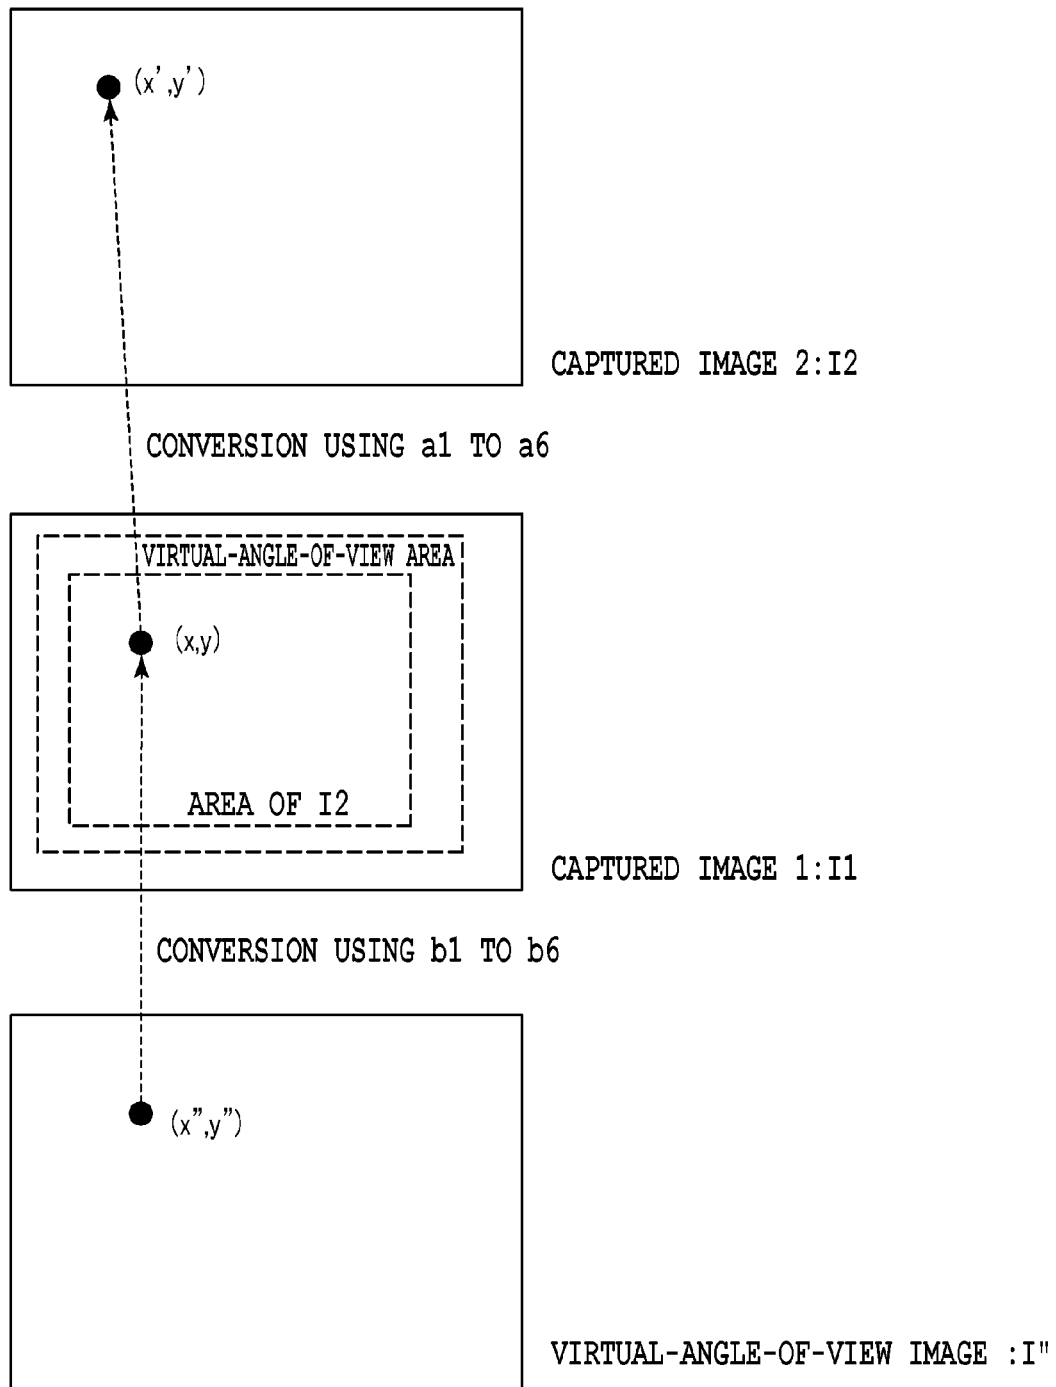 (x',y')
CAPTURED IMAGE 2:I2
CONVERSION USING a1 TO a6
VIRTUAL-ANGLE-OF-VIEW AREA
(x,y)
AREA OF I2
CAPTURED IMAGE 1:I1
CONVERSION USING b1 TO b6
(x",y")
VIRTUAL-ANGLE-OF-VIEW IMAGE :I"